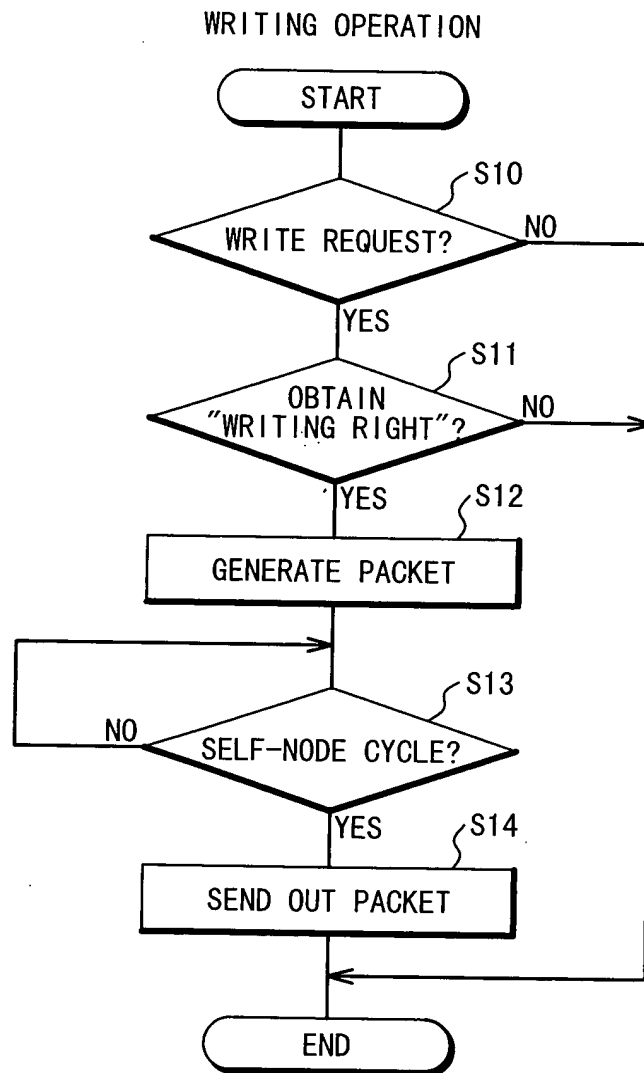 WRITING OPERATION
START
S10
WRITE REQUEST?
NO
YES
S11
OBTAIN
"WRITING RIGHT"?
NO
YES
S12
GENERATE PACKET
S13
NO
SELF-NODE CYCLE?
YES
S14
SEND OUT PACKET
END